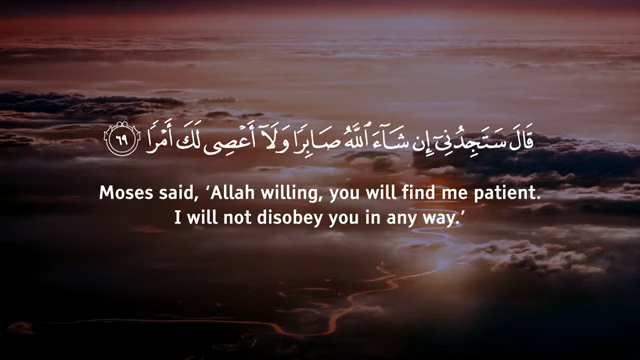 قَالَ سَتَجِدُنِىٓ إِن شَآءَ ٱللَّهُ صَابِرًا وَلَآ أَعْصِى لَكَ أَمْرًا ٦٩
Moses said, ‘Allah willing, you will find me patient.
I will not disobey you in any way.’